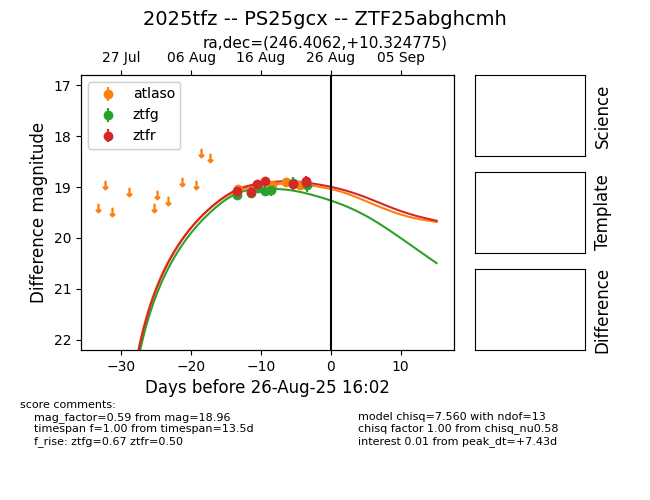 2025tfz -- PS25gcx -- ZTF25abghcmh
ra,dec=(246.4062,+10.324775)
27 Jul 06 Aug 16 Aug 26 Aug 05 Sep
atlaso
ztfg
ztfr
17
18
19
20
21
22
Difference magnitude
−30 −20 −10 0 10
Days before 26-Aug-25 16:02
Science
Template
Difference
score comments:
mag_factor=0.59 from mag=18.96
timespan f=1.00 from timespan=13.5d
f_rise: ztfg=0.67 ztfr=0.50
model chisq=7.560 with ndof=13
chisq factor 1.00 from chisq_nu0.58
interest 0.01 from peak_dt=+7.43d